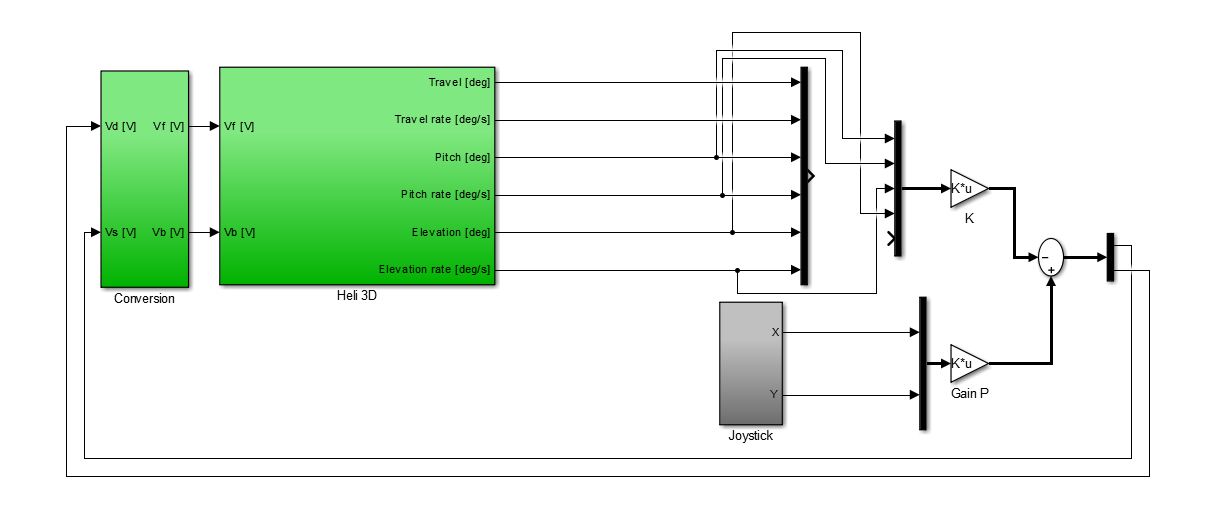 Travel [deg]
Travel rate [deg/s]
Vd [V]
Vf [V]
Vf [V]
Pitch [deg]
Pitch rate [deg/s]
K*u
K
Vs [V]
Vb [V]
Vb [V]
Elevation [deg]
Elevation rate [deg/s]
Conversion
Heli 3D
X
K*u
Y
Gain P
Joystick